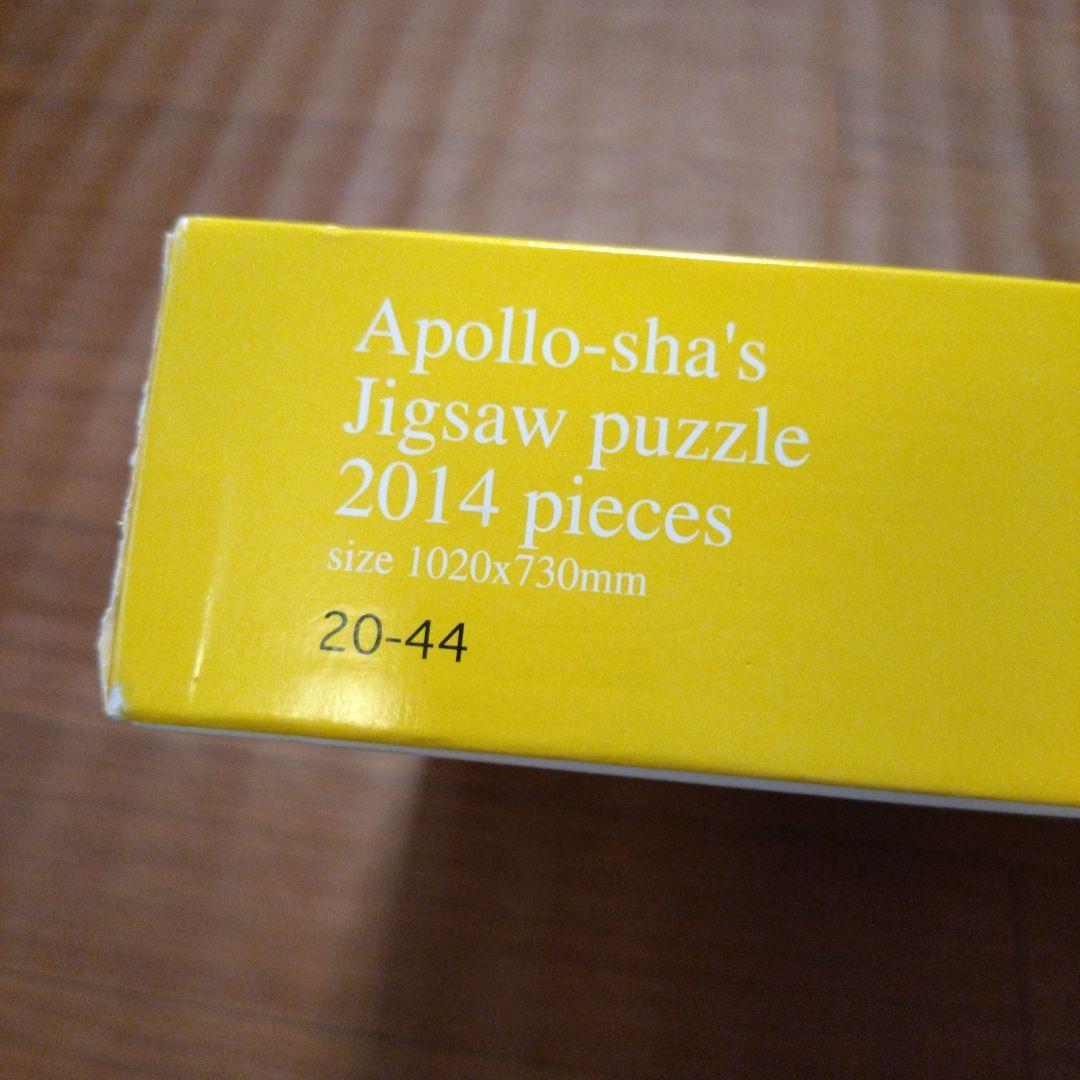 Apollo-sha's
Jigsaw puzzle
2014 pieces
size 1020x730mm
20-44